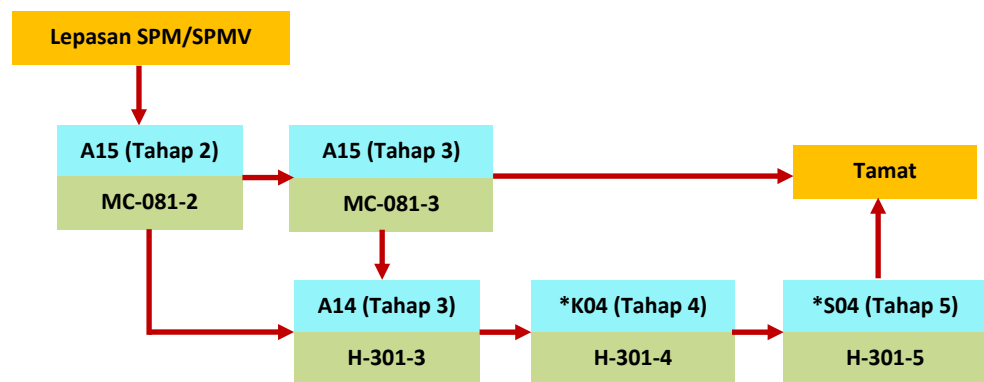 Lepasan SPM/SPMV
A15 (Tahap 2)
MC-081-2
A15 (Tahap 3)
MC-081-3
Tamat
A14 (Tahap 3)
H-301-3
*K04 (Tahap 4)
H-301-4
*S04 (Tahap 5)
H-301-5